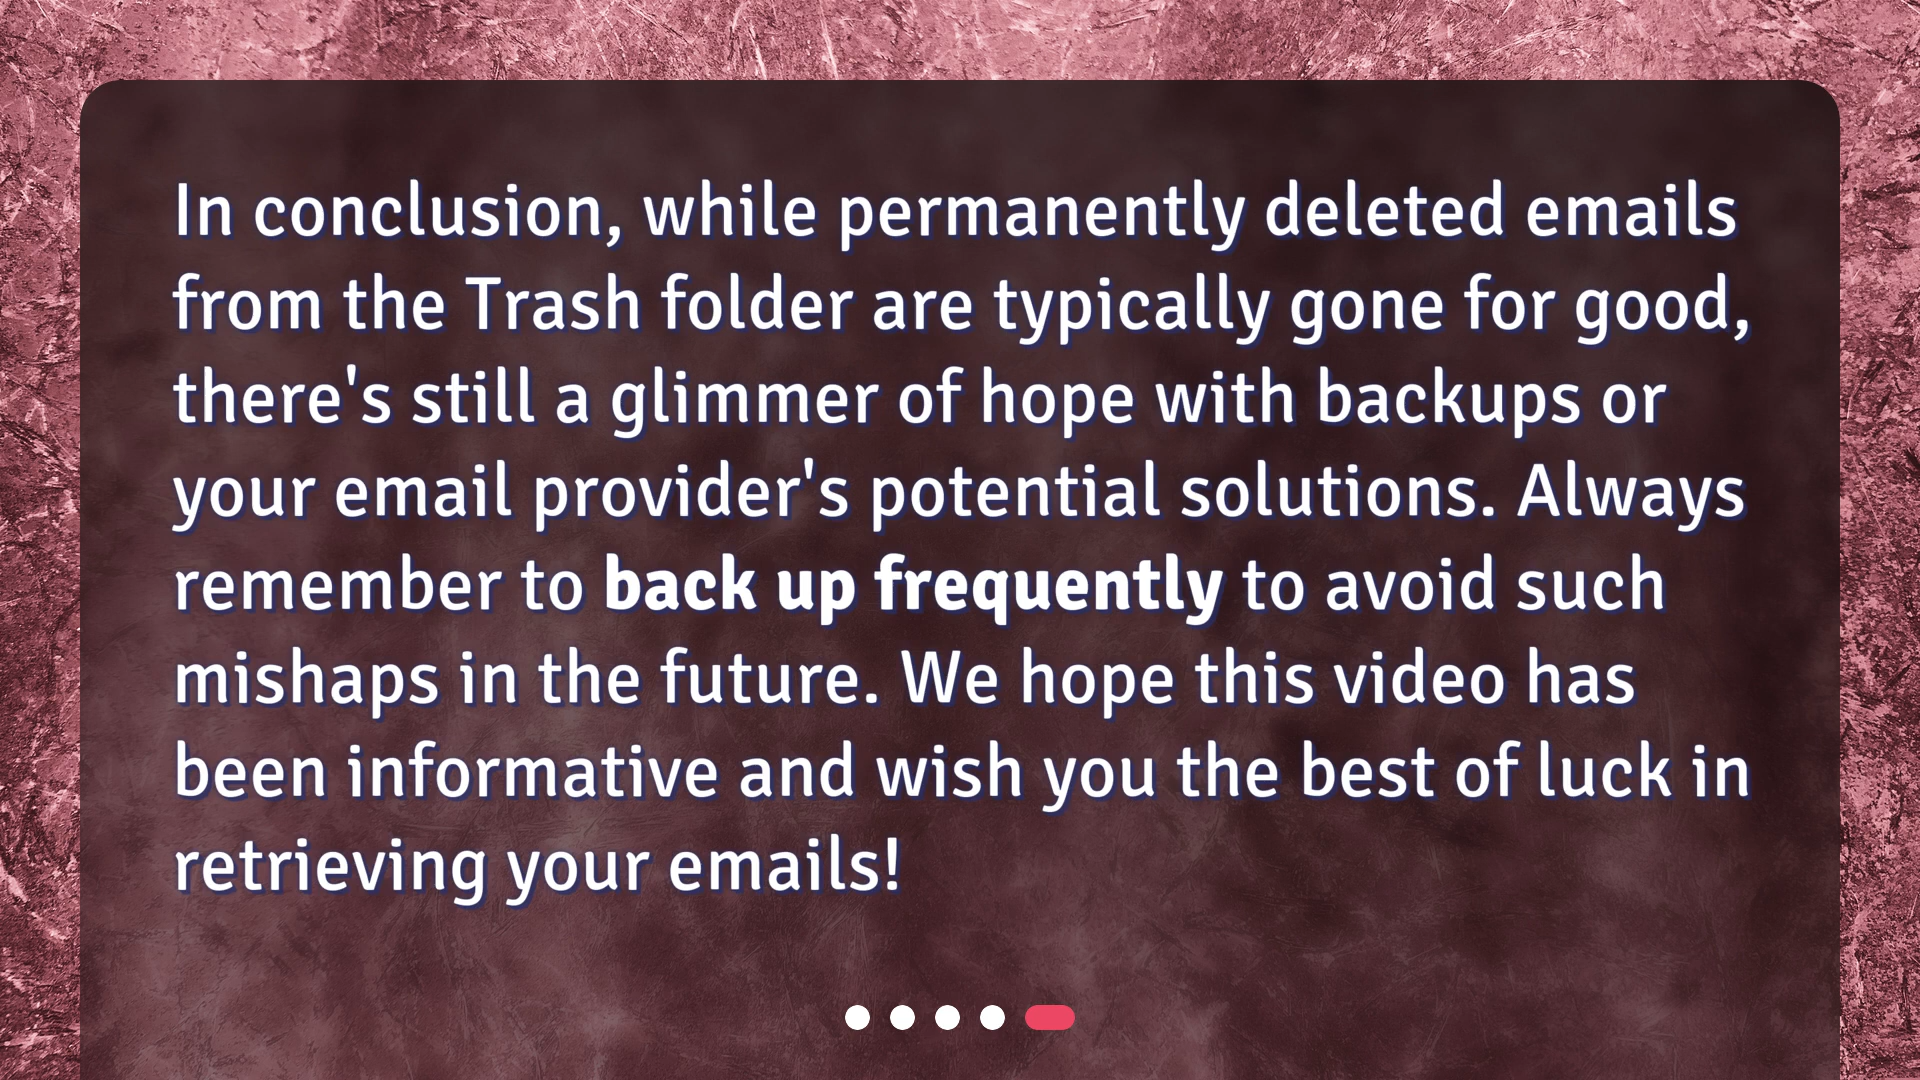 In conclusion, while permanently deleted emails
from the Trash folder are typically gone for good,
there's still a glimmer of hope with backups or
your email provider's potential solutions. Always
remember to back up frequently to avoid such
mishaps in the future. We hope this video has
been informative and wish you the best of luck in
retrieving your emails!